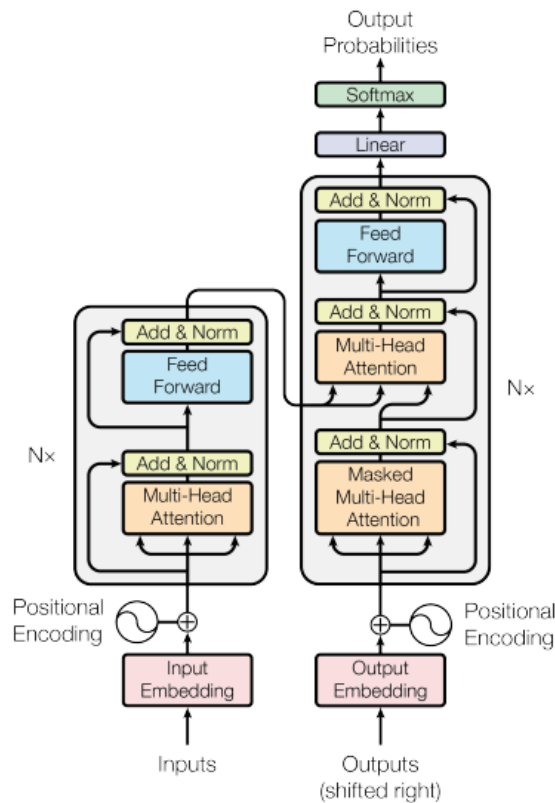 Output
Probabilities
Softmax
Linear
Add & Norm
Feed
Forward
Add & Norm
Multi-Head
Attention
Add & Norm
Masked
Multi-Head
Attention
Nx
Add & Norm
Feed
Forward
Add & Norm
Multi-Head
Attention
Nx
Positional
Encoding
Positional
Encoding
Input
Embedding
Output
Embedding
Inputs
Outputs
(shifted right)